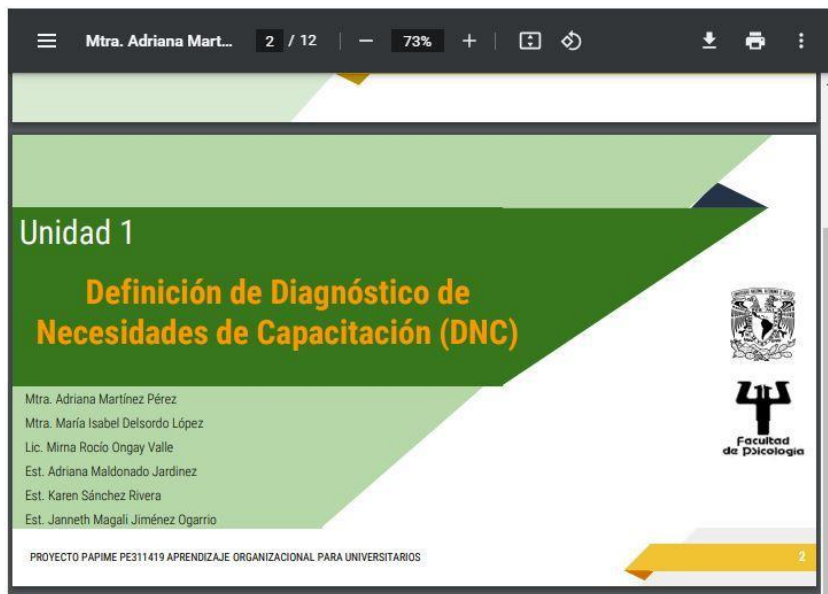 Mtra. Adriana Mart... 2 / 12 73%
Unidad 1
Definición de Diagnóstico de
Necesidades de Capacitación (DNC)
Mtra. Adriana Martínez Pérez
Mtra. María Isabel Delsordo López
Lic. Mirna Rocío Ongay Valle
Est. Adriana Maldonado Jardinez
Est. Karen Sánchez Rivera
Est. Janneth Magali Jiménez Ogarrio
Facultad
de Psicología
PROYECTO PAPIME PE311419 APRENDIZAJE ORGANIZACIONAL PARA UNIVERSITARIOS
2